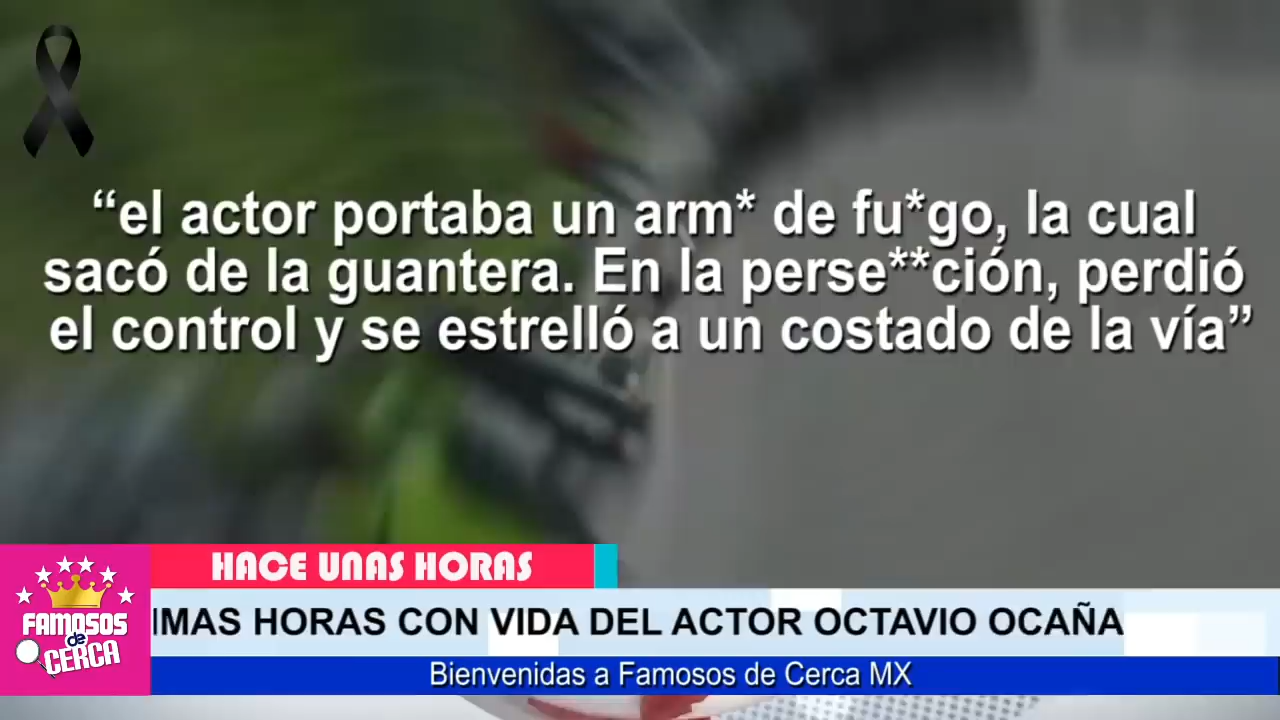 “el actor portaba un arm* de fu*go, la cual
sacó de la guantera. En la perse**ción, perdió
el control y se estrelló a un costado de la vía”
HACE UNAS HORAS
IMAS HORAS CON VIDA DEL ACTOR OCTAVIO OCAÑA
FAMOSOS
de
CERCA
Bienvenidas a Famosos de Cerca MX